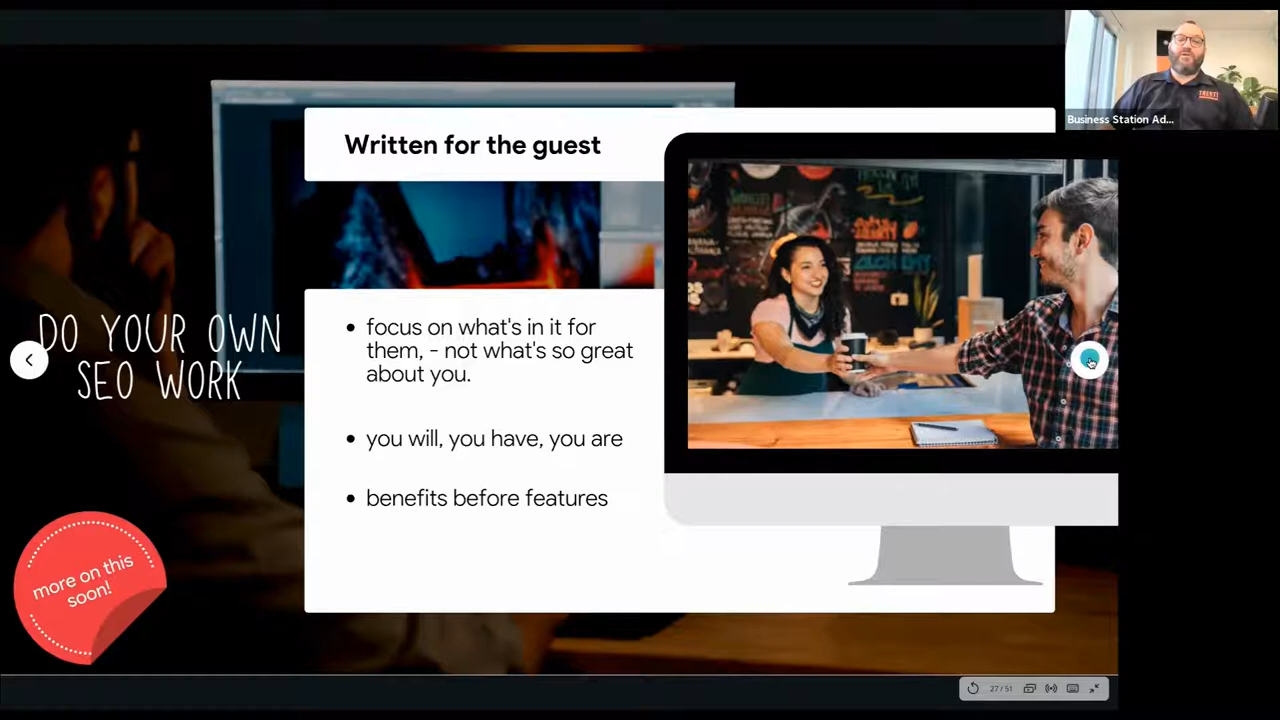 Business Station Ad...
Written for the guest
DO YOUR OWN
SEO WORK
• focus on what's in it for
them, - not what's so great
about you.
• you will, you have, you are
• benefits before features
more on this
soon!
27 / 51